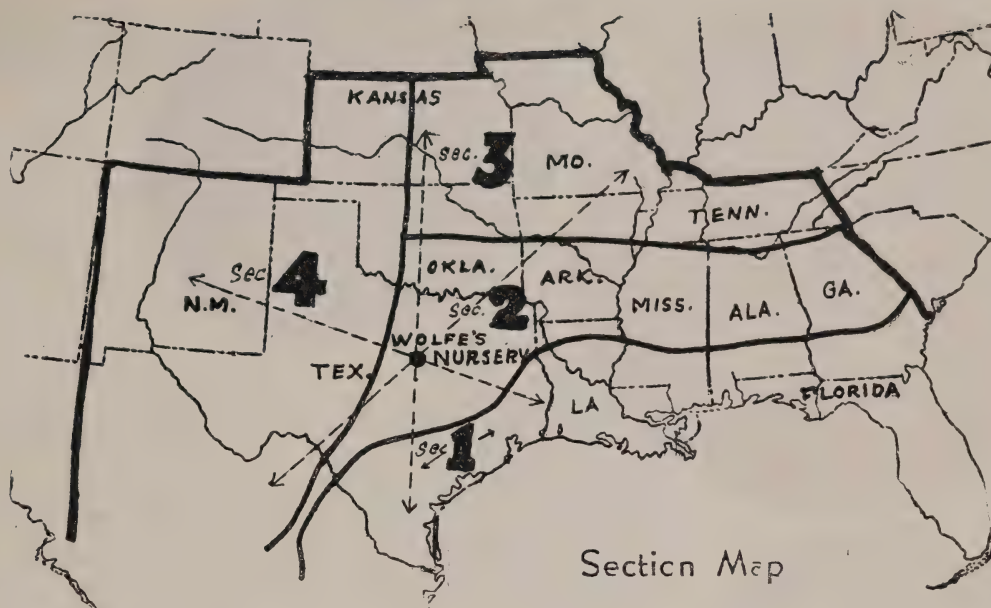 KANSAS
sec. 3
MO.
TENN.
Sec 4
N.M.
OKLA.
ARK.
sec. 2
MISS.
ALA.
GA.
WOLFE'S
NURSERY
TEX.
LA
FLORIDA
sec 1
Section Map